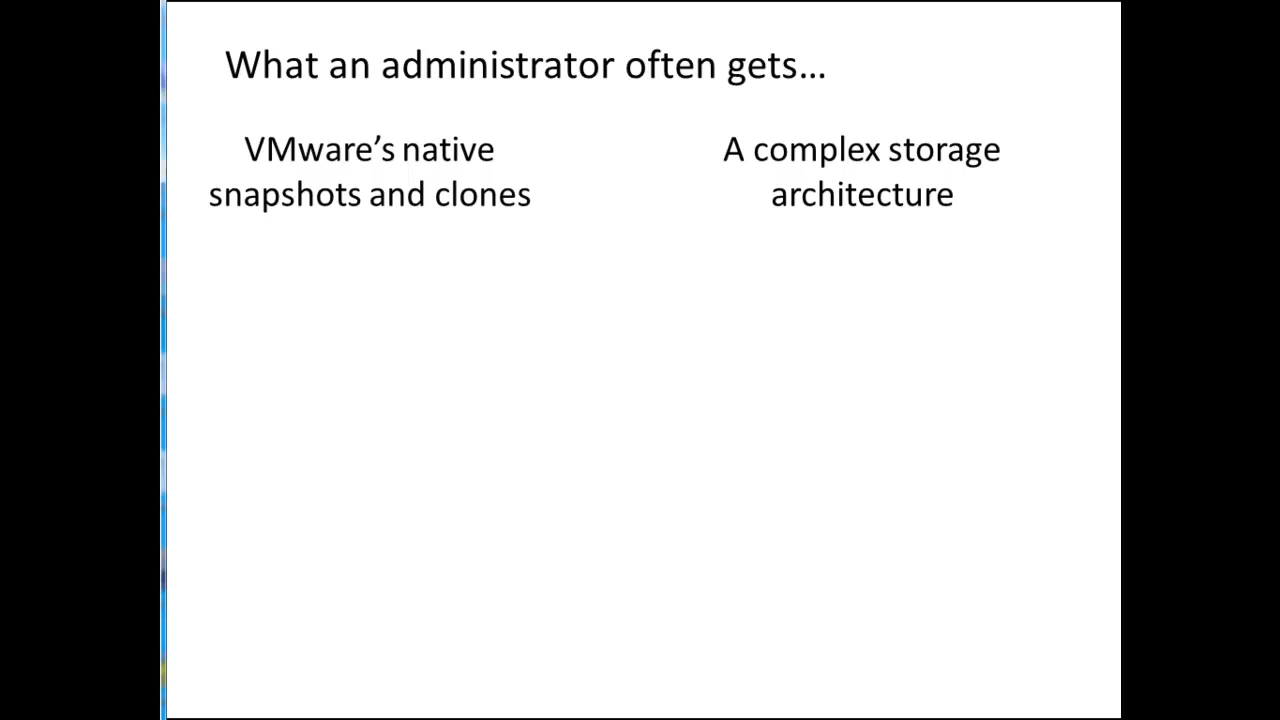 What an administrator often gets…
VMware’s native
snapshots and clones
A complex storage
architecture